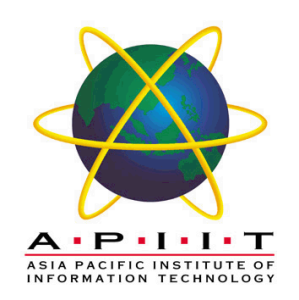 A·P·I·I·T
ASIA PACIFIC INSTITUTE OF
INFORMATION TECHNOLOGY